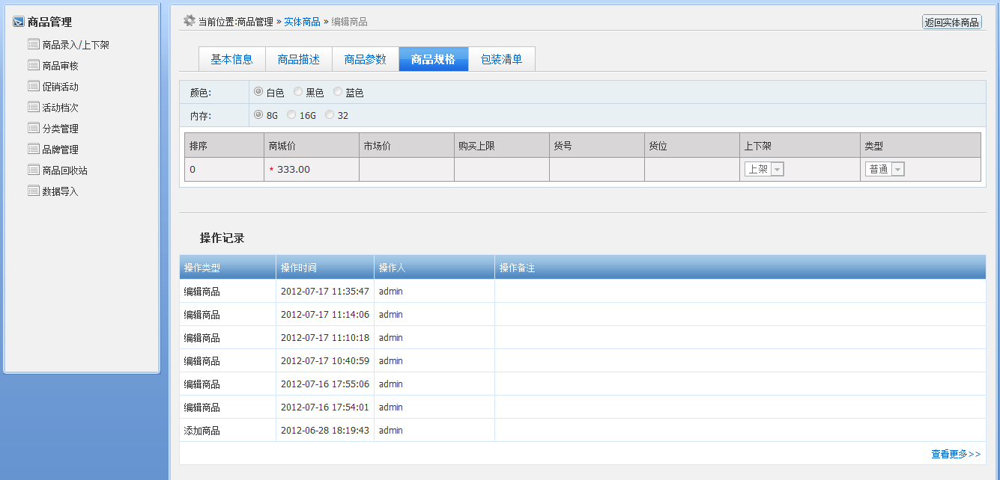 商品管理
商品录入/上下架
商品审核
促销活动
活动档次
分类管理
品牌管理
商品回收站
数据导入
当前位置:商品管理 » 实体商品 » 编辑商品
返回实体商品
基本信息 商品描述 商品参数 商品规格 包装清单
颜色: 白色 黑色 蓝色
内存: 8G 16G 32
排序 商城价 市场价 购买上限 货号 货位 上下架 类型
0 * 333.00 上架 普通
操作记录
操作类型 操作时间 操作人 操作备注
编辑商品 2012-07-17 11:35:47 admin
编辑商品 2012-07-17 11:14:06 admin
编辑商品 2012-07-17 11:10:18 admin
编辑商品 2012-07-17 10:40:59 admin
编辑商品 2012-07-16 17:55:06 admin
编辑商品 2012-07-16 17:54:01 admin
添加商品 2012-06-28 18:19:43 admin
查看更多>>